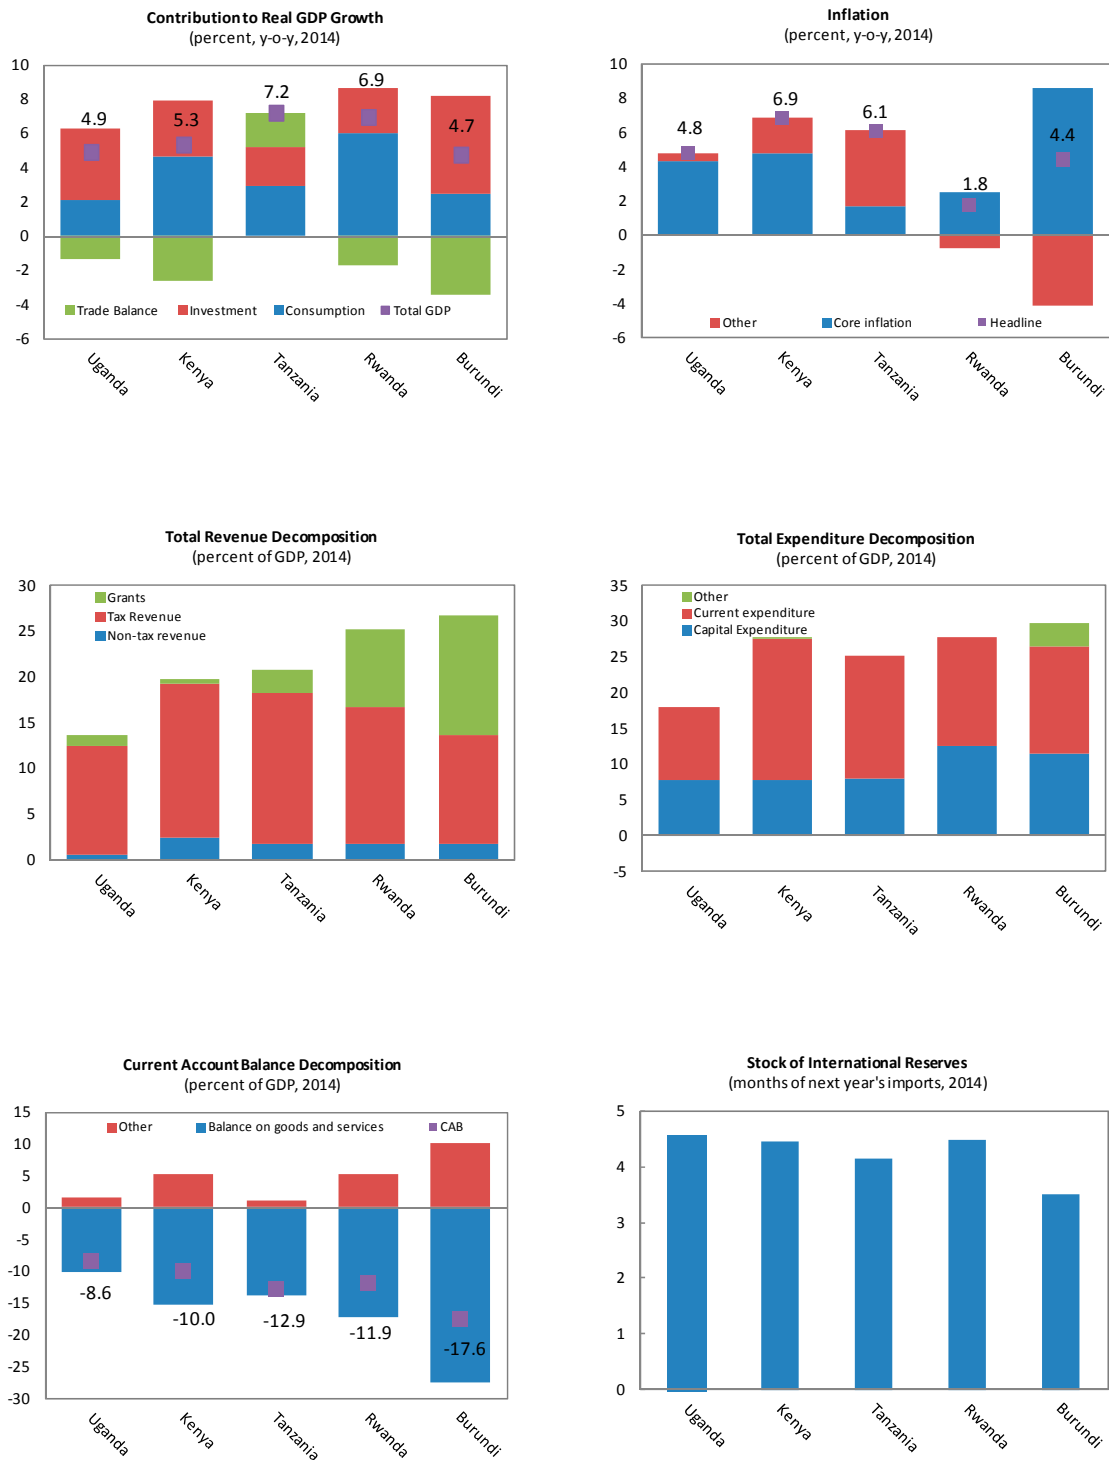 Contribution to Real GDP Growth
(percent, y-o-y, 2014)
10
8
6
4
2
0
-2
-4
-6
4.9
5.3
7.2
6.9
4.7
Trade Balance
Investment
Consumption
Total GDP
Uganda
Kenya
Tanzania
Rwanda
Burundi
Inflation
(percent, y-o-y, 2014)
10
8
6
4
2
0
-2
-4
-6
4.8
6.9
6.1
1.8
4.4
Other
Core inflation
Headline
Uganda
Kenya
Tanzania
Rwanda
Burundi
Total Revenue Decomposition
(percent of GDP, 2014)
30
25
20
15
10
5
0
Grants
Tax Revenue
Non-tax revenue
Uganda
Kenya
Tanzania
Rwanda
Burundi
Total Expenditure Decomposition
(percent of GDP, 2014)
35
30
25
20
15
10
5
0
-5
Other
Current expenditure
Capital Expenditure
Uganda
Kenya
Tanzania
Rwanda
Burundi
Current Account Balance Decomposition
(percent of GDP, 2014)
15
10
5
0
-5
-10
-15
-20
-25
-30
Other
Balance on goods and services
CAB
-8.6
-10.0
-12.9
-11.9
-17.6
Uganda
Kenya
Tanzania
Rwanda
Burundi
Stock of International Reserves
(months of next year's imports, 2014)
5
4
3
2
1
0
Uganda
Kenya
Tanzania
Rwanda
Burundi